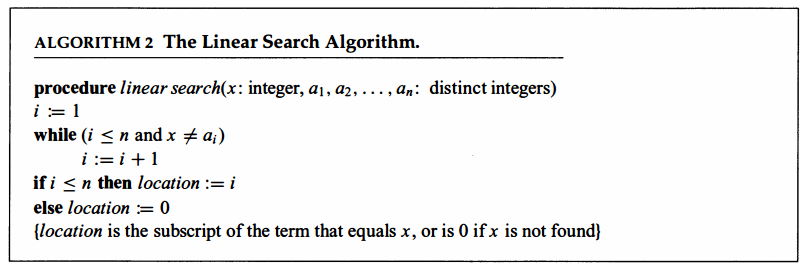 ALGORITHM 2 The Linear Search Algorithm.
procedure linear search(x: integer, a₁, a₂, . . . , aₙ: distinct integers)
i := 1
while (i ≤ n and x ≠ aᵢ)
i := i + 1
if i ≤ n then location := i
else location := 0
{location is the subscript of the term that equals x, or is 0 if x is not found}